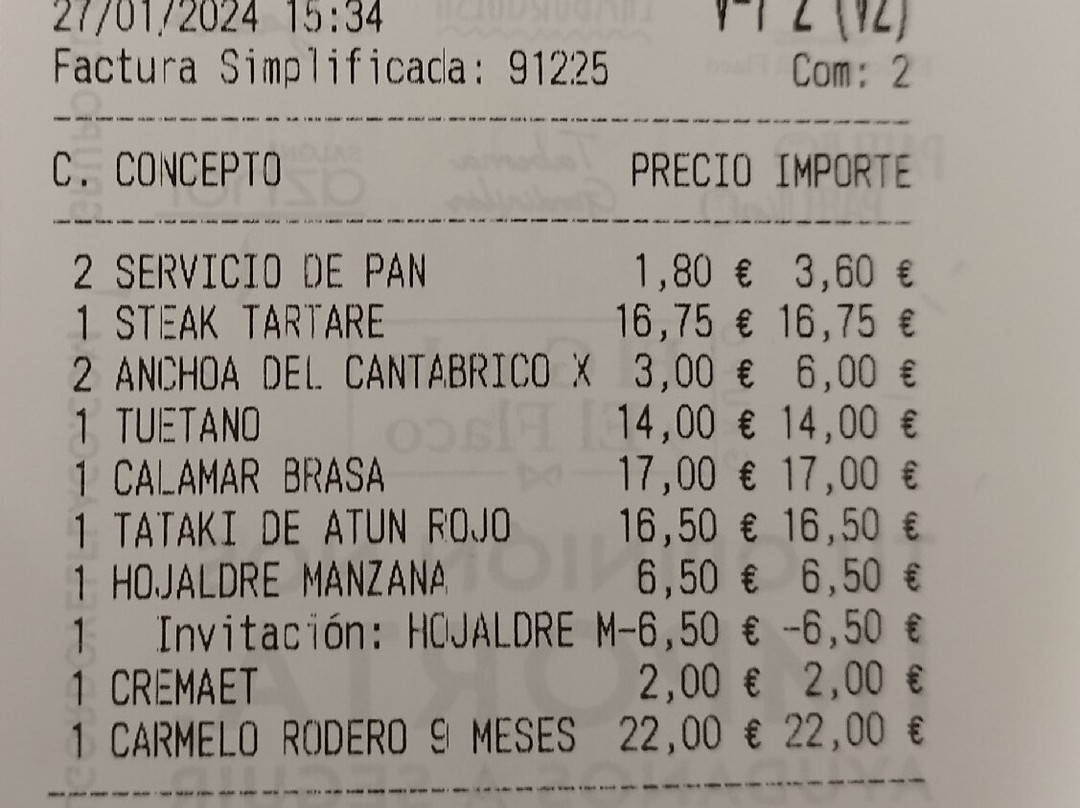 27/01/2024 15:34
Factura Simplificada: 91225 Com: 2
C. CONCEPTO PRECIO IMPORTE
2 SERVICIO DE PAN 1,80 € 3,60 €
1 STEAK TARTARE 16,75 € 16,75 €
2 ANCHOA DEL CANTABRICO X 3,00 € 6,00 €
1 TUETANO 14,00 € 14,00 €
1 CALAMAR BRASA 17,00 € 17,00 €
1 TATAKI DE ATUN ROJO 16,50 € 16,50 €
1 HOJALDRE MANZANA 6,50 € 6,50 €
1 Invitación: HOJALDRE M-6,50 € -6,50 €
1 CREMAET 2,00 € 2,00 €
1 CARMELO RODERO 9 MESES 22,00 € 22,00 €